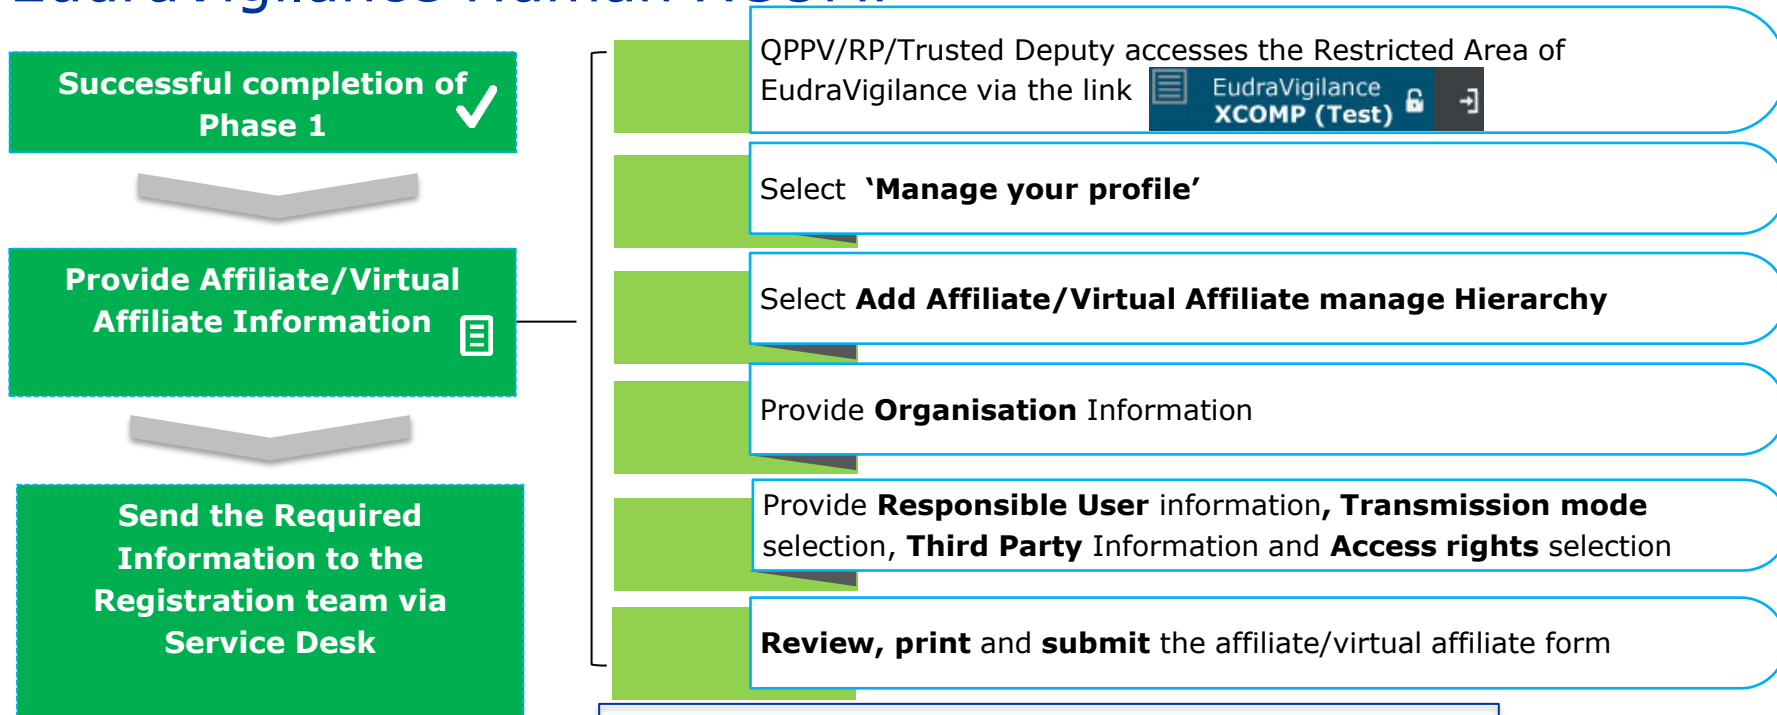 Successful completion of
Phase 1
Provide Affiliate/Virtual
Affiliate Information
Send the Required
Information to the
Registration team via
Service Desk
QPPV/RP/Trusted Deputy accesses the Restricted Area of
EudraVigilance via the link
EudraVigilance
XCOMP (Test)
Select ‘Manage your profile’
Select Add Affiliate/Virtual Affiliate manage Hierarchy
Provide Organisation Information
Provide Responsible User information, Transmission mode
selection, Third Party Information and Access rights selection
Review, print and submit the affiliate/virtual affiliate form